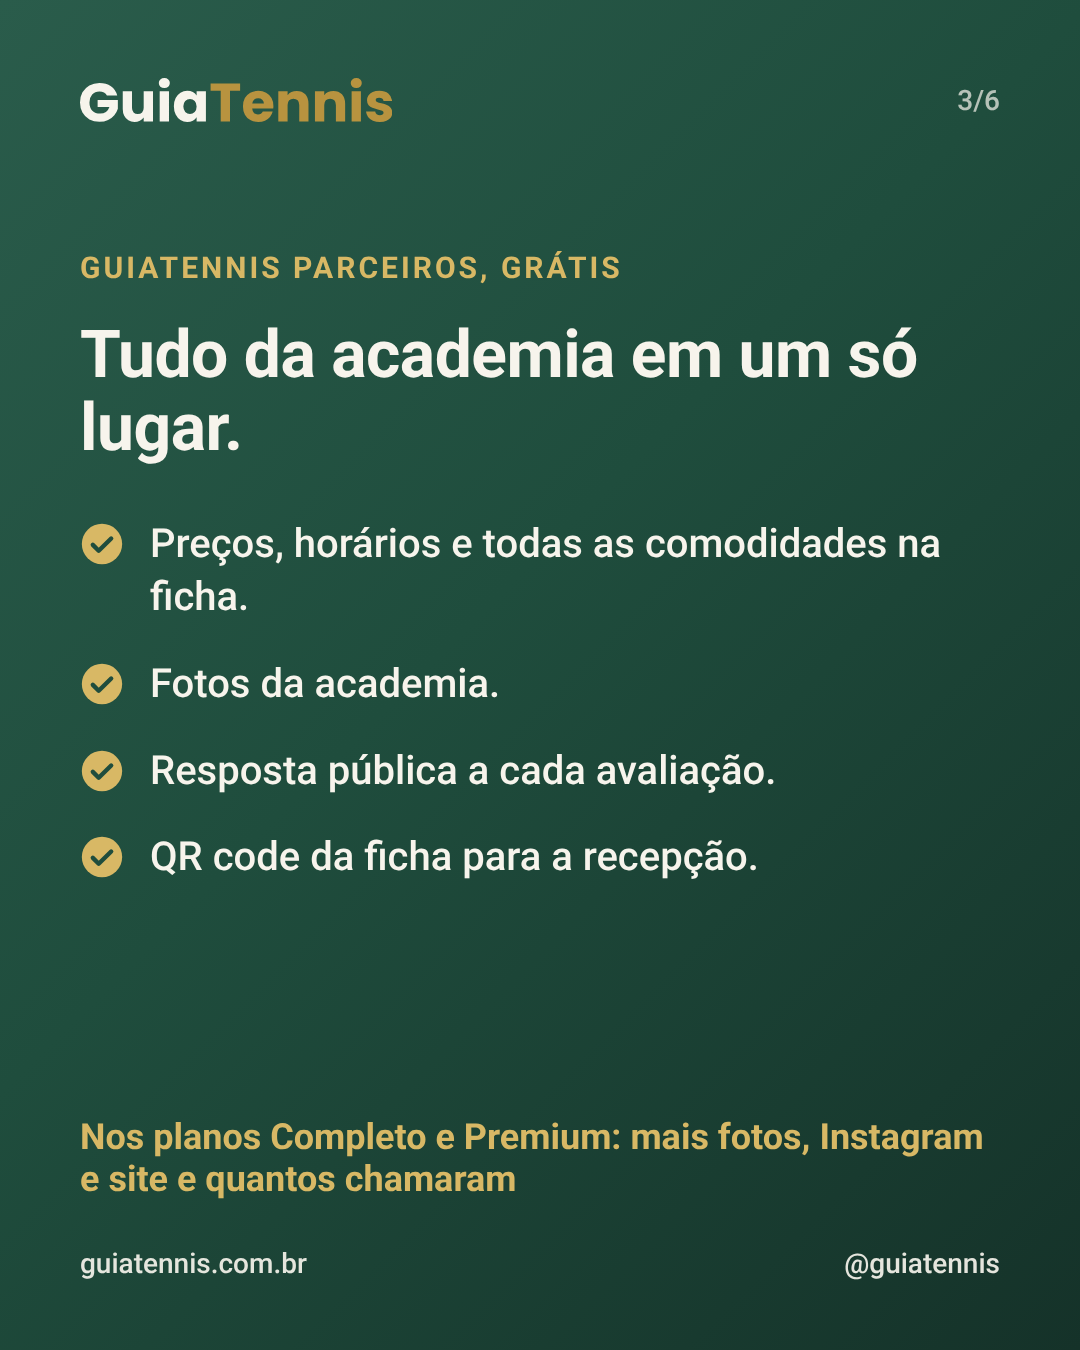 GuiaTennis
3/6
GUIATENNIS PARCEIROS, GRÁTIS
Tudo da academia em um só
lugar.
Preços, horários e todas as comodidades na
ficha.
Fotos da academia.
Resposta pública a cada avaliação.
QR code da ficha para a recepção.
Nos planos Completo e Premium: mais fotos, Instagram
e site e quantos chamaram
guiatennis.com.br
@guiatennis